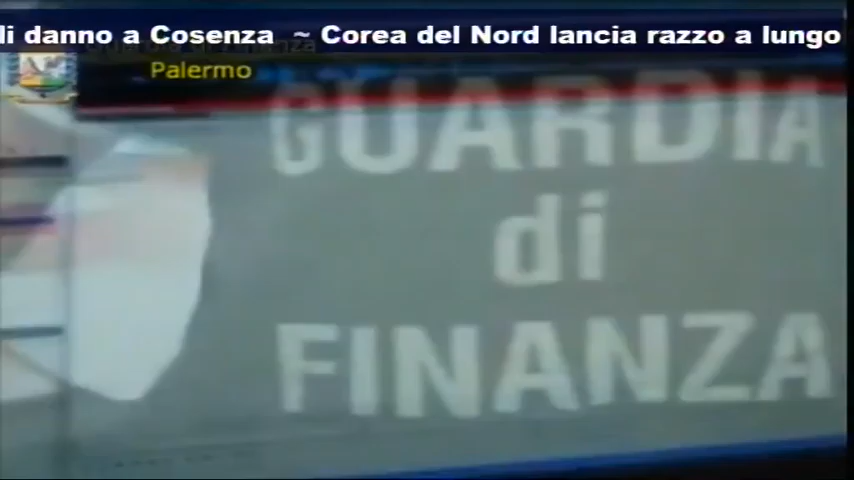 li danno a Cosenza ~ Corea del Nord lancia razzo a lungo
Palermo
GUARDIA
di
FINANZA